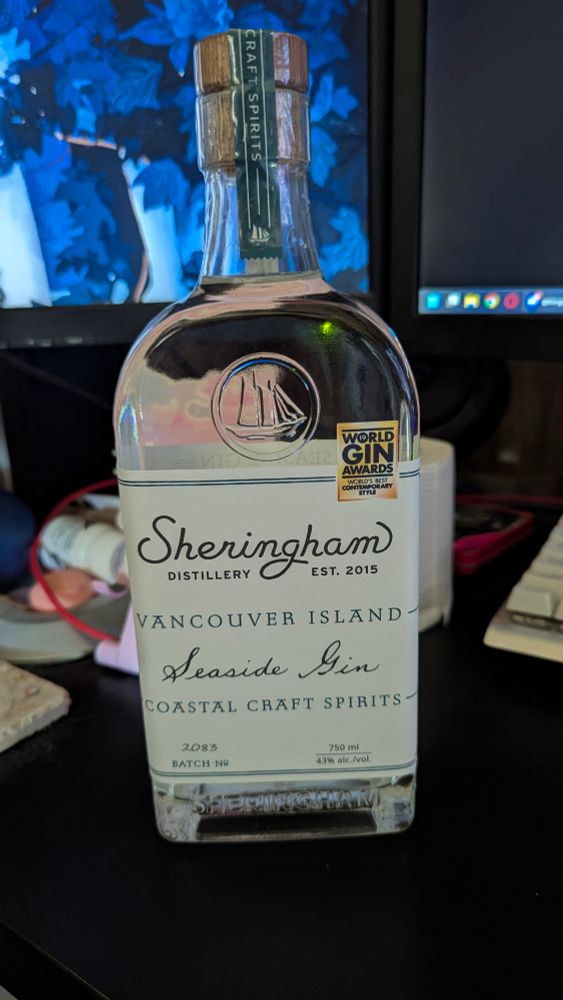 CRAFT SPIRITS
WORLD
GIN
AWARDS
WORLD'S BEST
CONTEMPORARY
STYLE
Sheringham
DISTILLERY EST. 2015
VANCOUVER ISLAND
Seaside Gin
COASTAL CRAFT SPIRITS
2083
BATCH Nº
750 ml
43% alc./vol.
SHERINGHAM